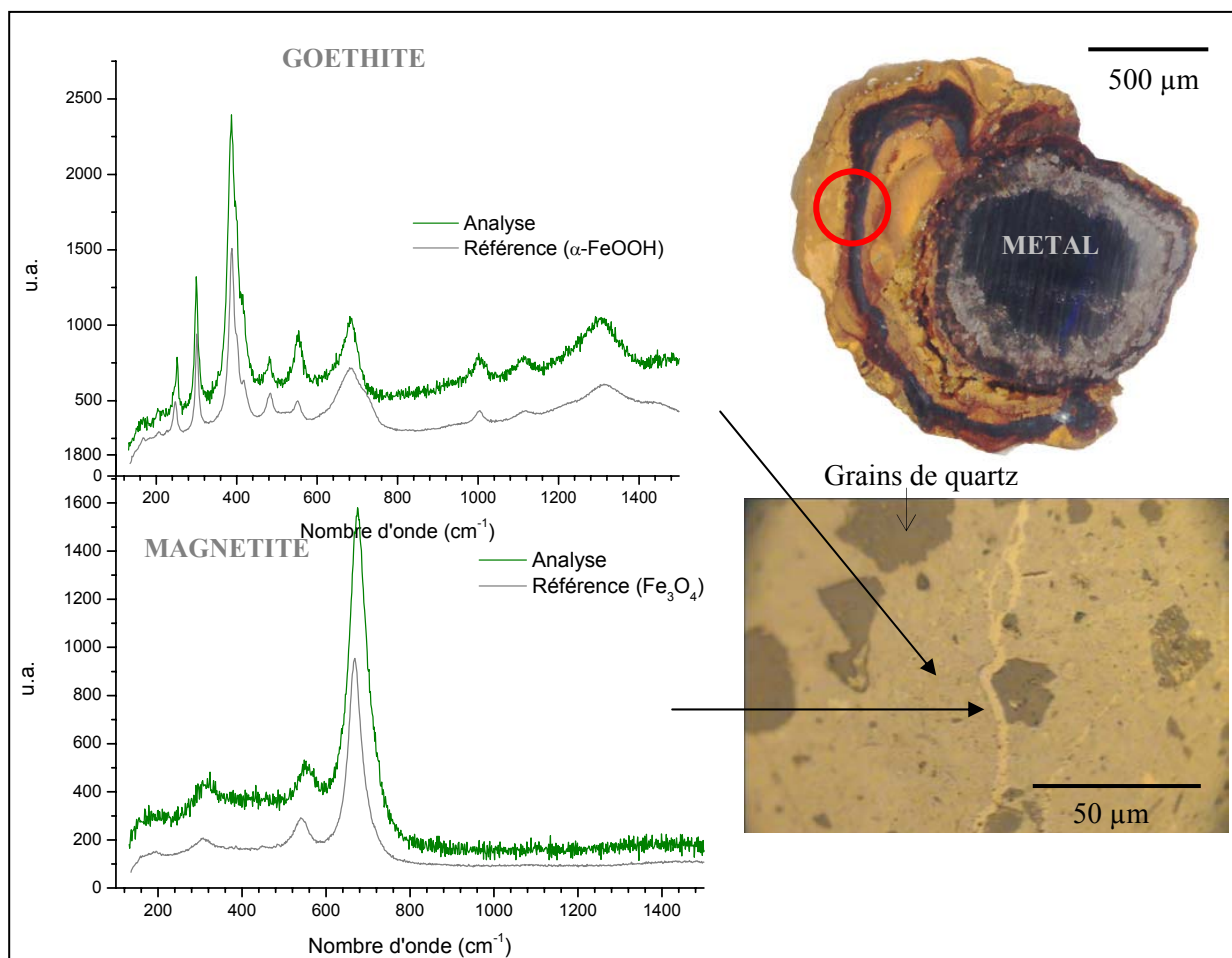 GOETHITE
2500
2000
1500
1000
500
1800
0
u.a.
Analyse
Référence (α-FeOOH)
200 400 600 800 1000 1200 1400
Nombre d'onde (cm⁻¹)
MAGNETITE
1600
1400
1200
1000
800
600
400
200
0
u.a.
Analyse
Référence (Fe₃O₄)
200 400 600 800 1000 1200 1400
Nombre d'onde (cm⁻¹)
500 µm
METAL
Grains de quartz
50 µm